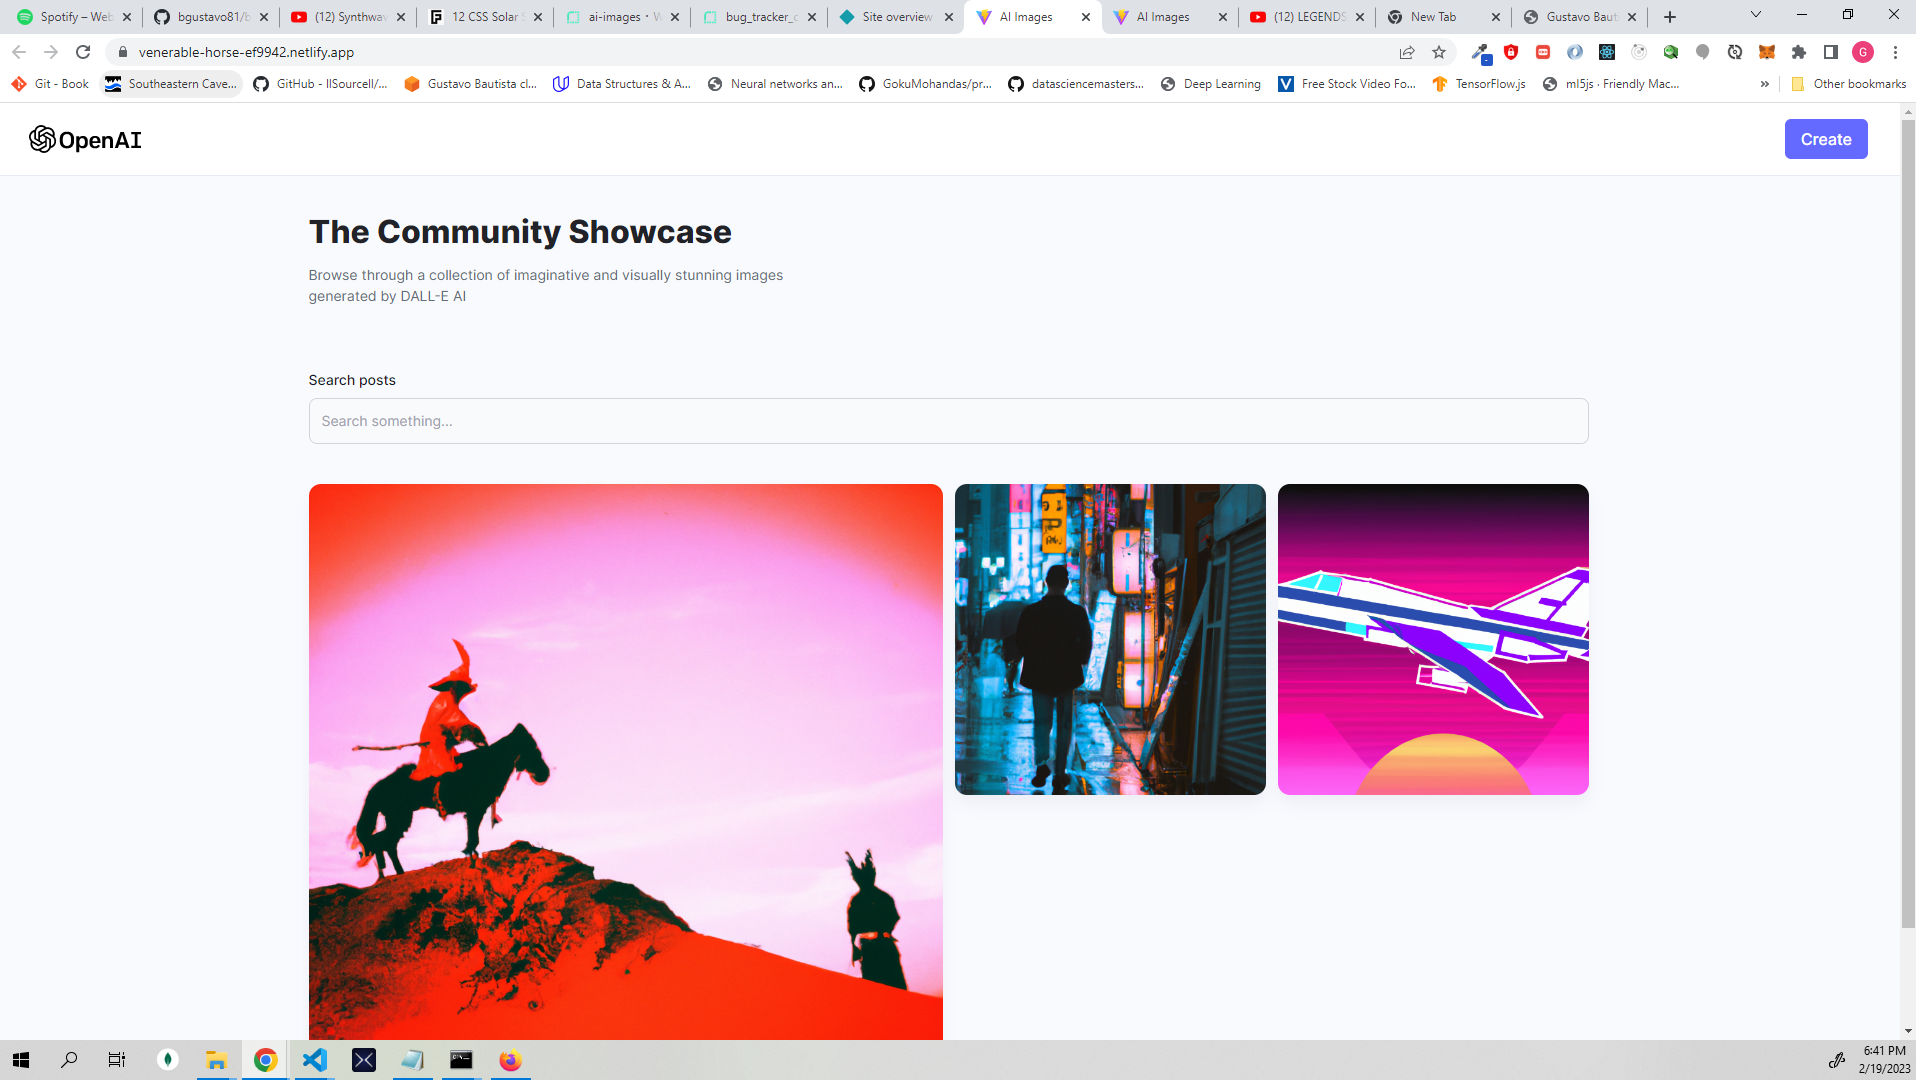 Spotify – Web
bgustavo81/b
(12) Synthwav
12 CSS Solar S
ai-images · W
bug_tracker_c
Site overview
AI Images
AI Images
(12) LEGENDS
New Tab
Gustavo Baut
venerable-horse-ef9942.netlify.app
G
Git - Book
Southeastern Cave...
GitHub - llSourcell/...
Gustavo Bautista cl...
Data Structures & A...
Neural networks an...
GokuMohandas/pr...
datasciencemasters...
Deep Learning
Free Stock Video Fo...
TensorFlow.js
ml5js · Friendly Mac...
»
Other bookmarks
OpenAI
Create
The Community Showcase
Browse through a collection of imaginative and visually stunning images
generated by DALL-E AI
Search posts
Search something...
6:41 PM
2/19/2023